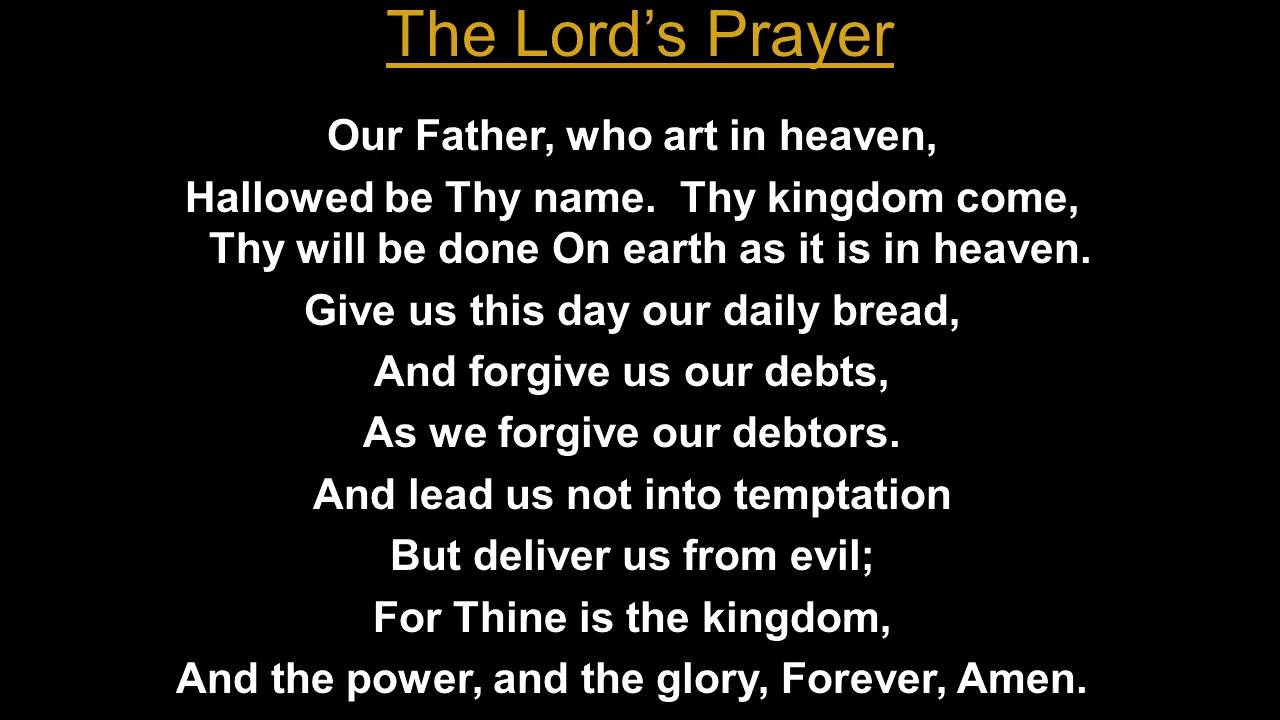 The Lord’s Prayer
Our Father, who art in heaven,
Hallowed be Thy name.  Thy kingdom come,
Thy will be done On earth as it is in heaven.
Give us this day our daily bread,
And forgive us our debts,
As we forgive our debtors.
And lead us not into temptation
But deliver us from evil;
For Thine is the kingdom,
And the power, and the glory, Forever, Amen.